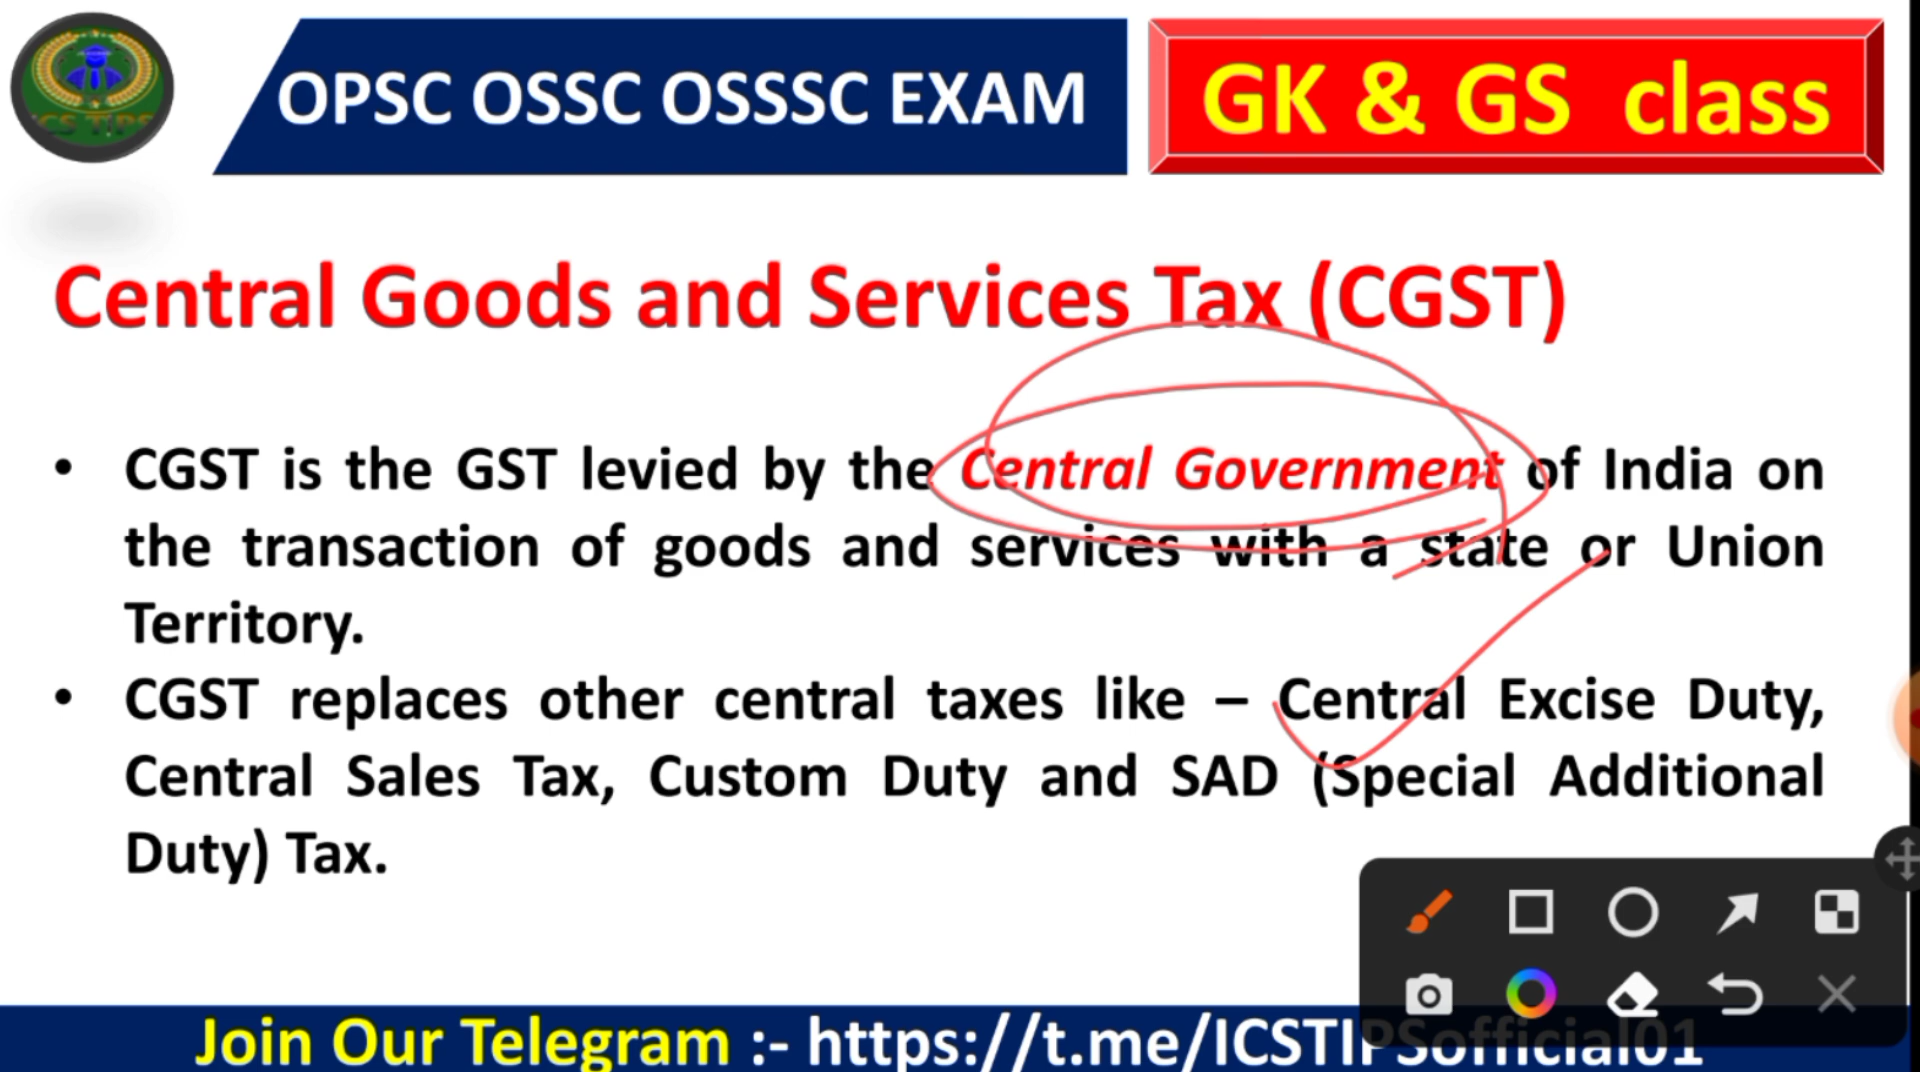 OPSC OSSC OSSSC EXAM
GK & GS class
ICS TIPS
Central Goods and Services Tax (CGST)
• CGST is the GST levied by the Central Government of India on
the transaction of goods and services with a state or Union
Territory.
• CGST replaces other central taxes like – Central Excise Duty,
Central Sales Tax, Custom Duty and SAD (Special Additional
Duty) Tax.
Join Our Telegram :- https://t.me/ICSTIPSofficial01